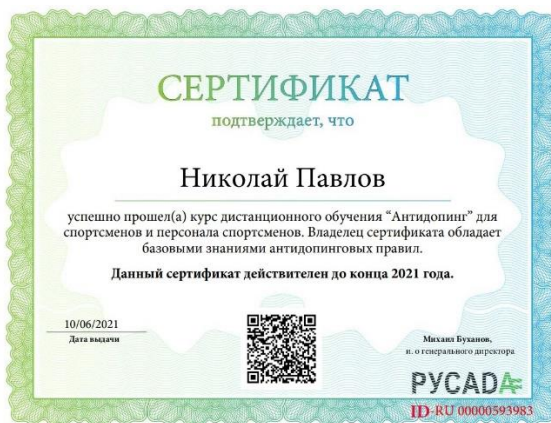 СЕРТИФИКАТ
подтверждает, что
Николай Павлов
успешно прошел(а) курс дистанционного обучения “Антидопинг” для
спортсменов и персонала спортсменов. Владелец сертификата обладает
базовыми знаниями антидопинговых правил.
Данный сертификат действителен до конца 2021 года.
10/06/2021
Дата выдачи
Михаил Буханов,
и. о генерального директора
РУСАДА
ID-RU 00000593983